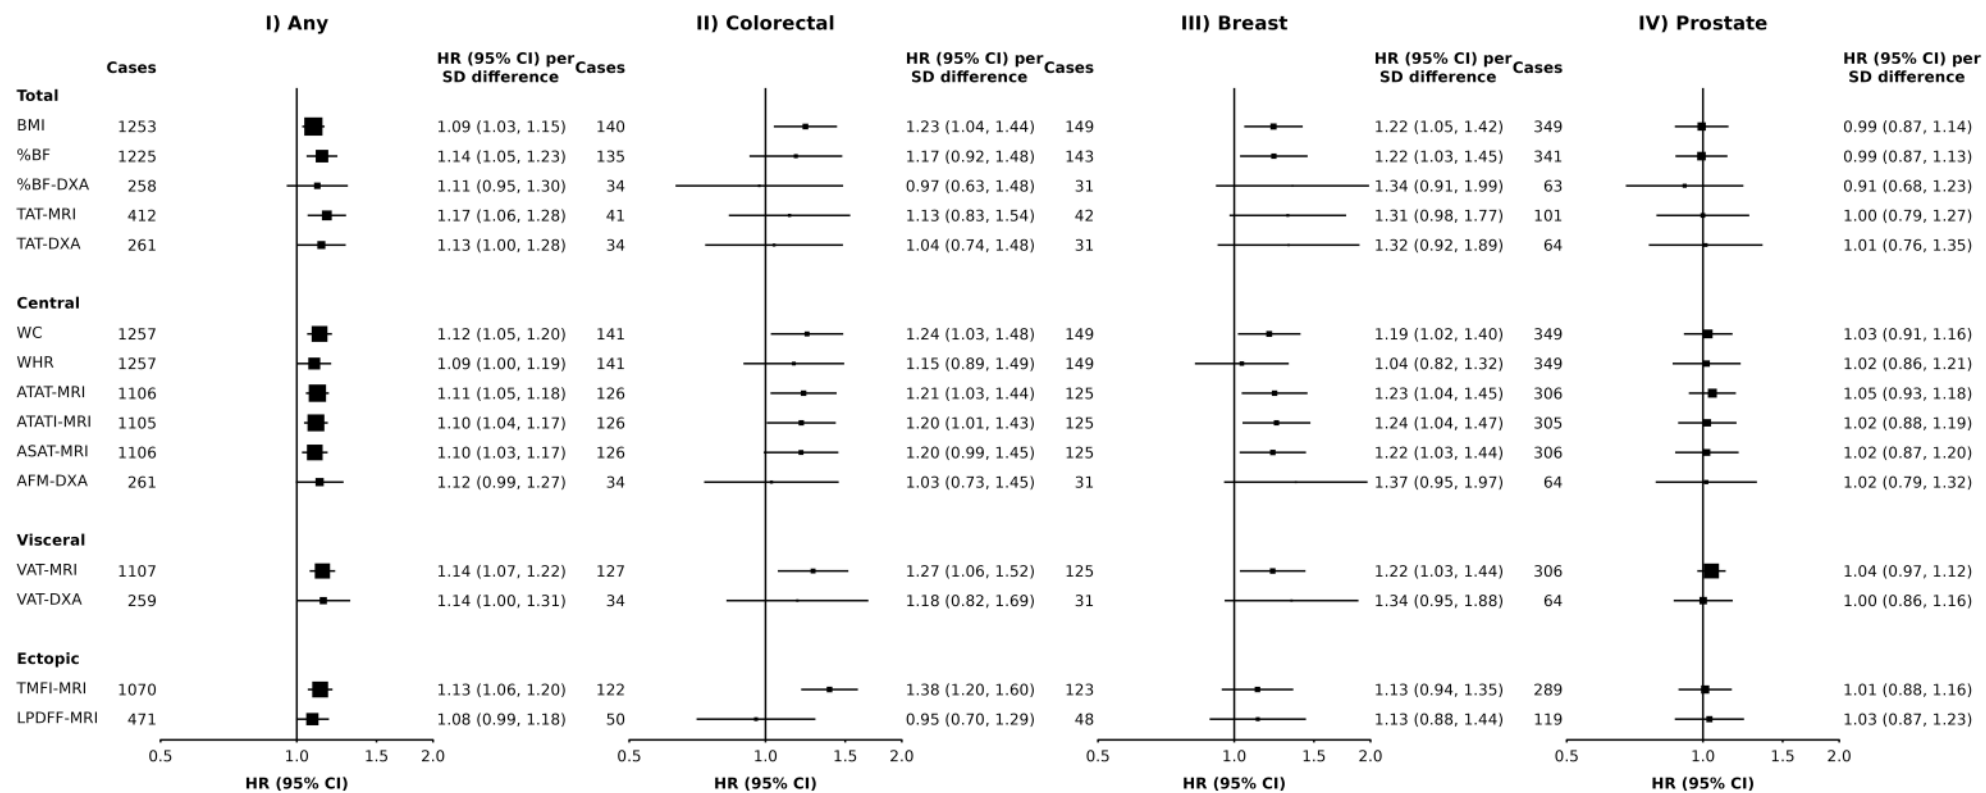 I) Any II) Colorectal III) Breast IV) Prostate
Cases HR (95% CI) per SD difference Cases HR (95% CI) per SD difference Cases HR (95% CI) per SD difference Cases HR (95% CI) per SD difference
Total
BMI 1253 1.09 (1.03, 1.15) 140 1.23 (1.04, 1.44) 149 1.22 (1.05, 1.42) 349 0.99 (0.87, 1.14)
%BF 1225 1.14 (1.05, 1.23) 135 1.17 (0.92, 1.48) 143 1.22 (1.03, 1.45) 341 0.99 (0.87, 1.13)
%BF-DXA 258 1.11 (0.95, 1.30) 34 0.97 (0.63, 1.48) 31 1.34 (0.91, 1.99) 63 0.91 (0.68, 1.23)
TAT-MRI 412 1.17 (1.06, 1.28) 41 1.13 (0.83, 1.54) 42 1.31 (0.98, 1.77) 101 1.00 (0.79, 1.27)
TAT-DXA 261 1.13 (1.00, 1.28) 34 1.04 (0.74, 1.48) 31 1.32 (0.92, 1.89) 64 1.01 (0.76, 1.35)
Central
WC 1257 1.12 (1.05, 1.20) 141 1.24 (1.03, 1.48) 149 1.19 (1.02, 1.40) 349 1.03 (0.91, 1.16)
WHR 1257 1.09 (1.00, 1.19) 141 1.15 (0.89, 1.49) 149 1.04 (0.82, 1.32) 349 1.02 (0.86, 1.21)
ATAT-MRI 1106 1.11 (1.05, 1.18) 126 1.21 (1.03, 1.44) 125 1.23 (1.04, 1.45) 306 1.05 (0.93, 1.18)
ATATI-MRI 1105 1.10 (1.04, 1.17) 126 1.20 (1.01, 1.43) 125 1.24 (1.04, 1.47) 305 1.02 (0.88, 1.19)
ASAT-MRI 1106 1.10 (1.03, 1.17) 126 1.20 (0.99, 1.45) 125 1.22 (1.03, 1.44) 306 1.02 (0.87, 1.20)
AFM-DXA 261 1.12 (0.99, 1.27) 34 1.03 (0.73, 1.45) 31 1.37 (0.95, 1.97) 64 1.02 (0.79, 1.32)
Visceral
VAT-MRI 1107 1.14 (1.07, 1.22) 127 1.27 (1.06, 1.52) 125 1.22 (1.03, 1.44) 306 1.04 (0.97, 1.12)
VAT-DXA 259 1.14 (1.00, 1.31) 34 1.18 (0.82, 1.69) 31 1.34 (0.95, 1.88) 64 1.00 (0.86, 1.16)
Ectopic
TMFI-MRI 1070 1.13 (1.06, 1.20) 122 1.38 (1.20, 1.60) 123 1.13 (0.94, 1.35) 289 1.01 (0.88, 1.16)
LPDFF-MRI 471 1.08 (0.99, 1.18) 50 0.95 (0.70, 1.29) 48 1.13 (0.88, 1.44) 119 1.03 (0.87, 1.23)
0.5 1.0 1.5 2.0 0.5 1.0 1.5 2.0 0.5 1.0 1.5 2.0 0.5 1.0 1.5 2.0
HR (95% CI) HR (95% CI) HR (95% CI) HR (95% CI)